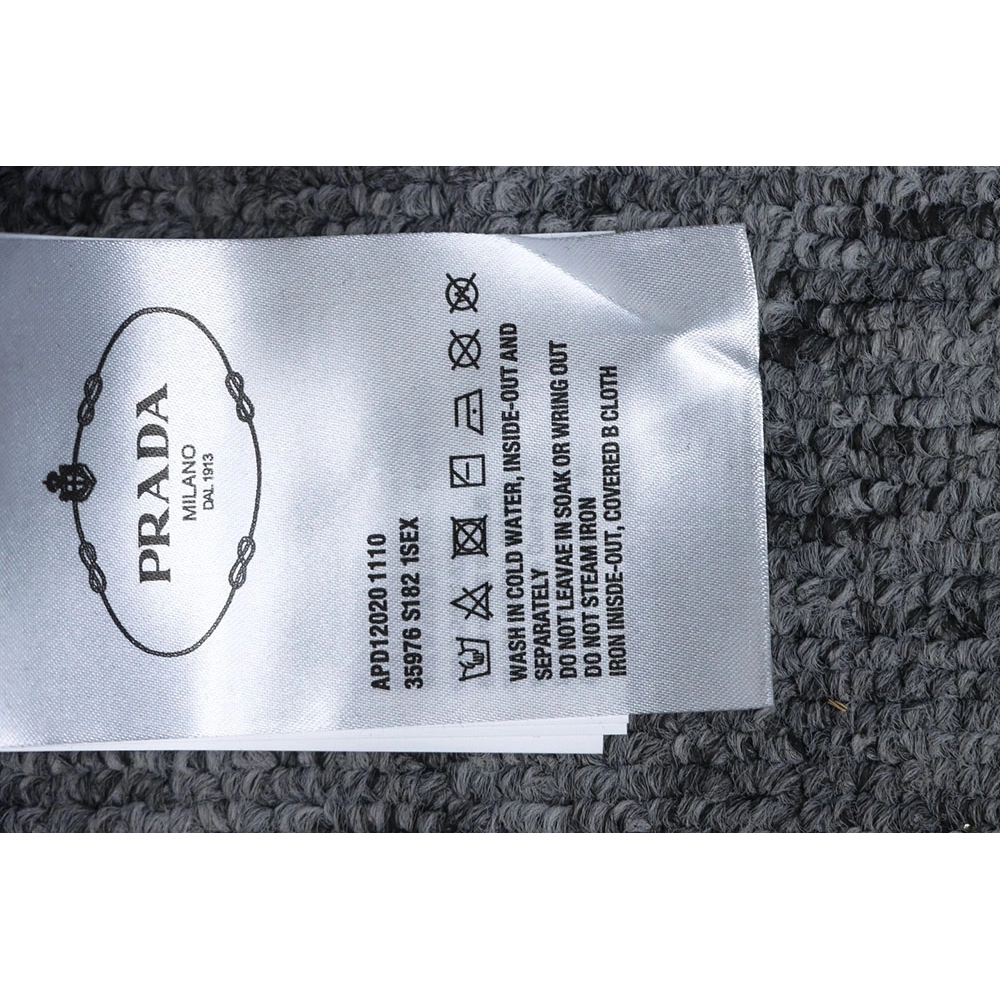 PRADA
MILANO
DAL 1913
APD12020 1110
35976 S182 1SEX
WASH IN COLD WATER, INSIDE-OUT AND
SEPARATELY
DO NOT LEAVAE IN SOAK OR WRING OUT
DO NOT STEAM IRON
IRON INISDE-OUT, COVERED B CLOTH